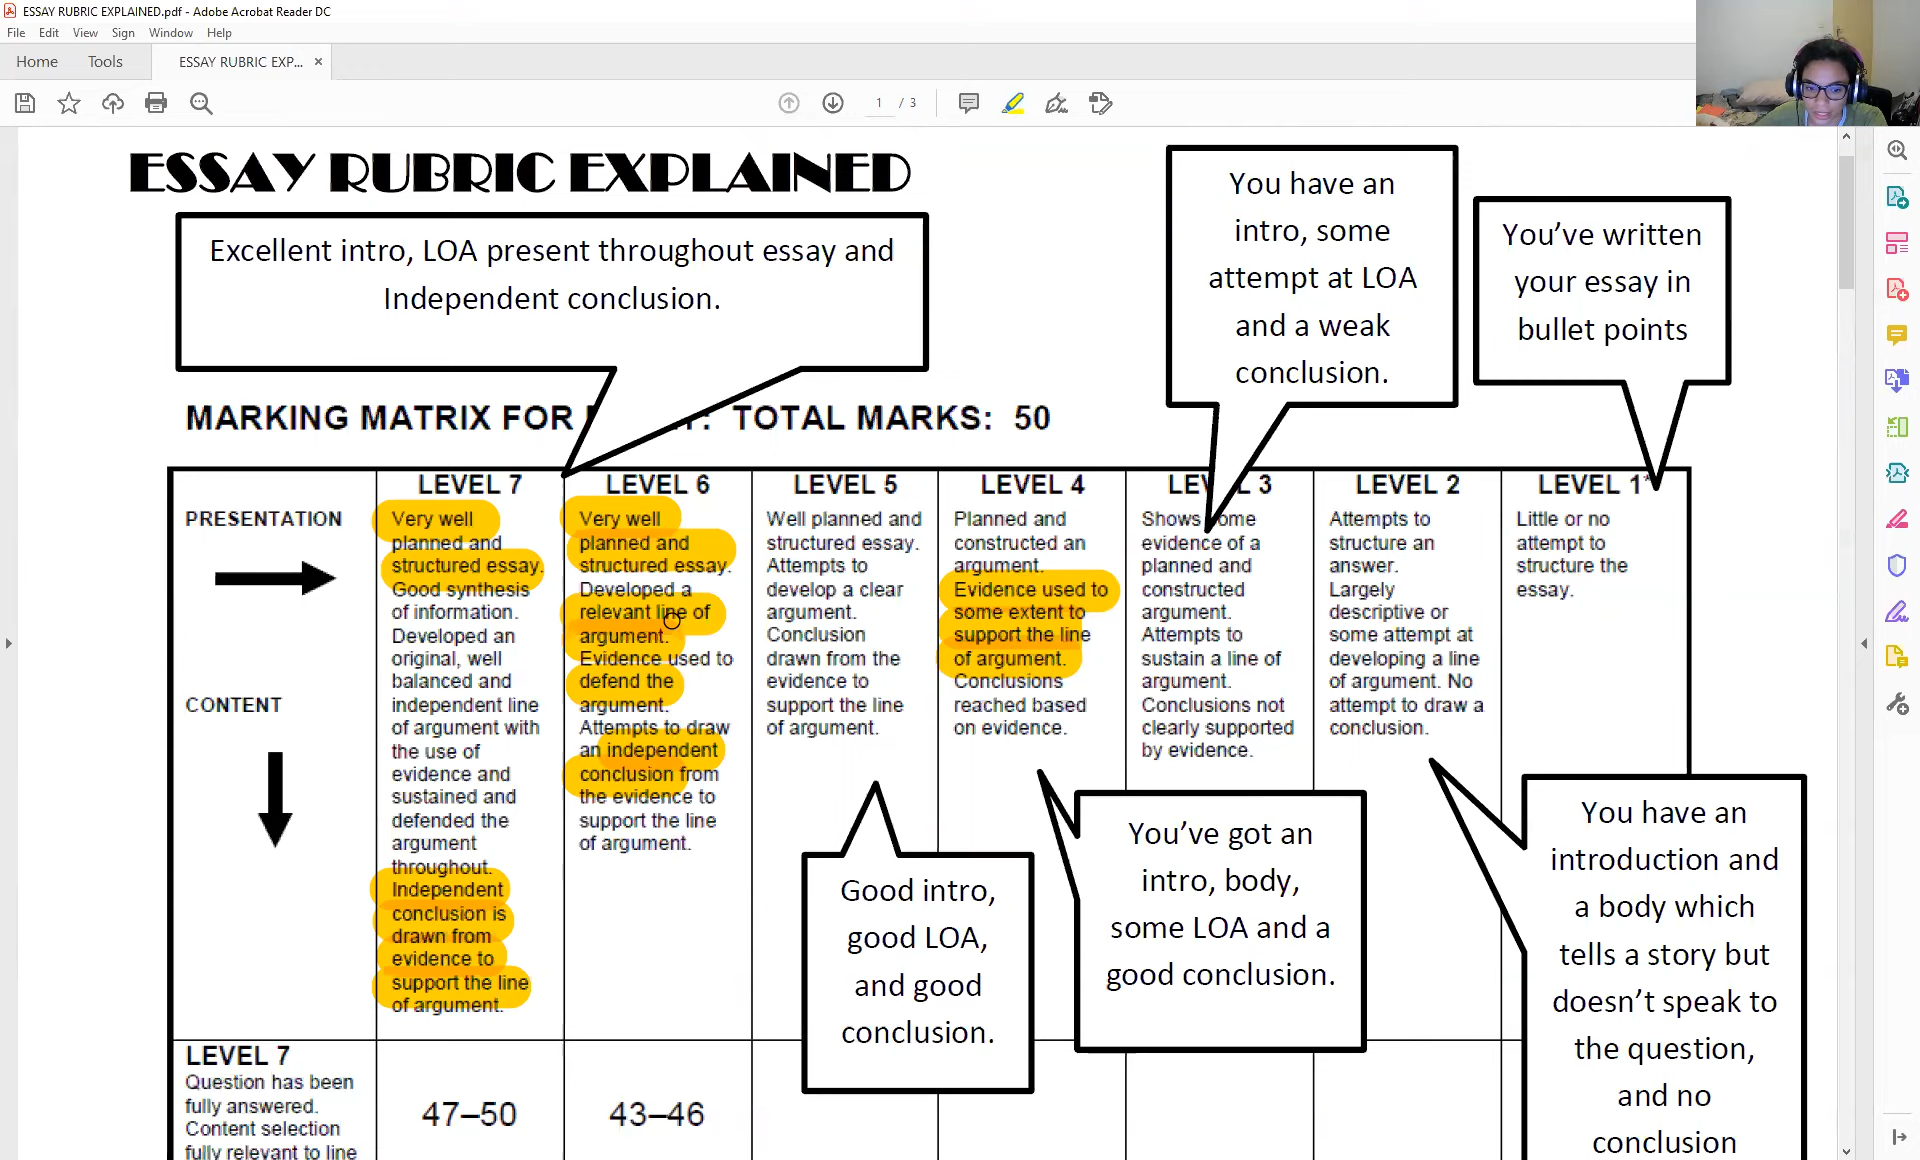 ESSAY RUBRIC EXPLAINED.pdf - Adobe Acrobat Reader DC
File Edit View Sign Window Help
Home Tools ESSAY RUBRIC EXP... ×
1 / 3
ESSAY RUBRIC EXPLAINED
Excellent intro, LOA present throughout essay and
Independent conclusion.
You have an
intro, some
attempt at LOA
and a weak
conclusion.
You've written
your essay in
bullet points
MARKING MATRIX FOR TOTAL MARKS: 50
PRESENTATION
CONTENT
LEVEL 7
Very well
planned and
structured essay.
Good synthesis
of information.
Developed an
original, well
balanced and
independent line
of argument with
the use of
evidence and
sustained and
defended the
argument
throughout.
Independent
conclusion is
drawn from
evidence to
support the line
of argument.
LEVEL 6
Very well
planned and
structured essay.
Developed a
relevant line of
argument.
Evidence used to
defend the
argument.
Attempts to draw
an independent
conclusion from
the evidence to
support the line
of argument.
LEVEL 5
Well planned and
structured essay.
Attempts to
develop a clear
argument.
Conclusion
drawn from the
evidence to
support the line
of argument.
LEVEL 4
Planned and
constructed an
argument.
Evidence used to
some extent to
support the line
of argument.
Conclusions
reached based
on evidence.
3
Shows some
evidence of a
planned and
constructed
argument.
Attempts to
sustain a line of
argument.
Conclusions not
clearly supported
by evidence.
LEVEL 2
Attempts to
structure an
answer.
Largely
descriptive or
some attempt at
developing a line
of argument. No
attempt to draw a
conclusion.
LEVEL 1*
Little or no
attempt to
structure the
essay.
Good intro,
good LOA,
and good
conclusion.
You've got an
intro, body,
some LOA and a
good conclusion.
You have an
introduction and
a body which
tells a story but
doesn't speak to
the question,
and no
conclusion
LEVEL 7
Question has been
fully answered.
Content selection
fully relevant to line
47–50
43–46